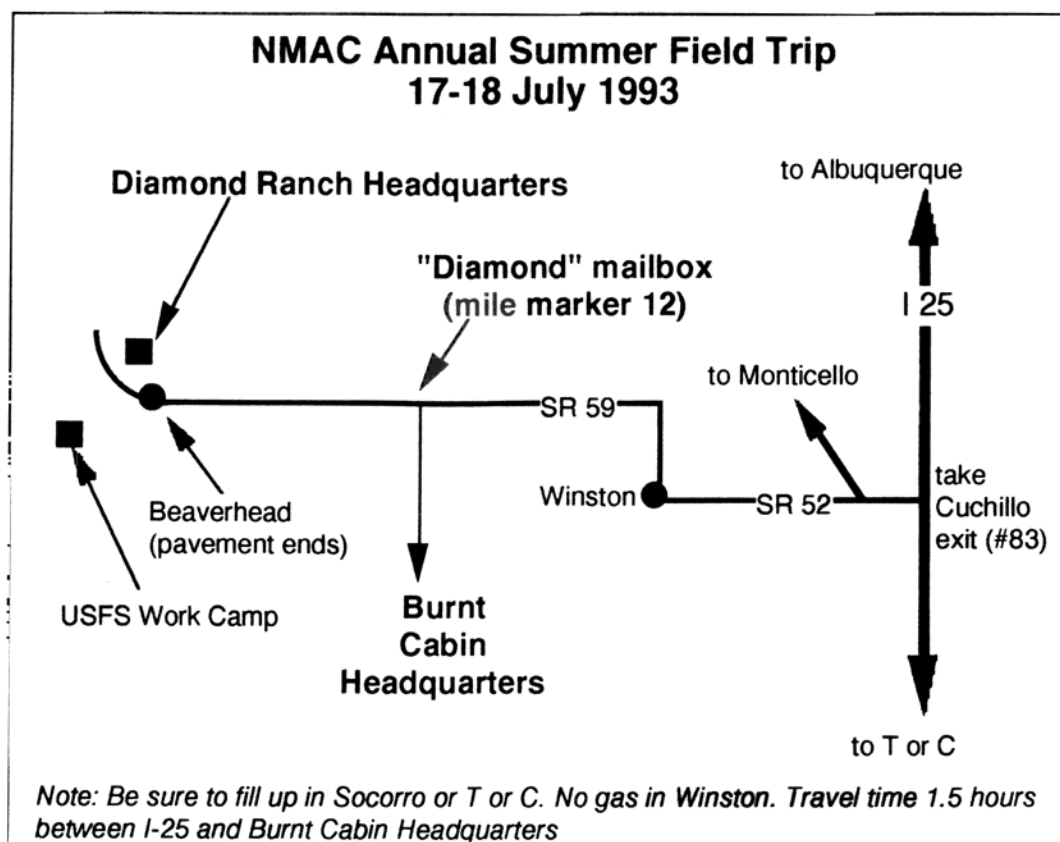 NMAC Annual Summer Field Trip
17-18 July 1993
Diamond Ranch Headquarters
to Albuquerque
"Diamond" mailbox
(mile marker 12)
I 25
to Monticello
SR 59
Winston
SR 52
take
Cuchillo
exit (#83)
Beaverhead
(pavement ends)
USFS Work Camp
Burnt
Cabin
Headquarters
to T or C
Note: Be sure to fill up in Socorro or T or C. No gas in Winston. Travel time 1.5 hours
between I-25 and Burnt Cabin Headquarters